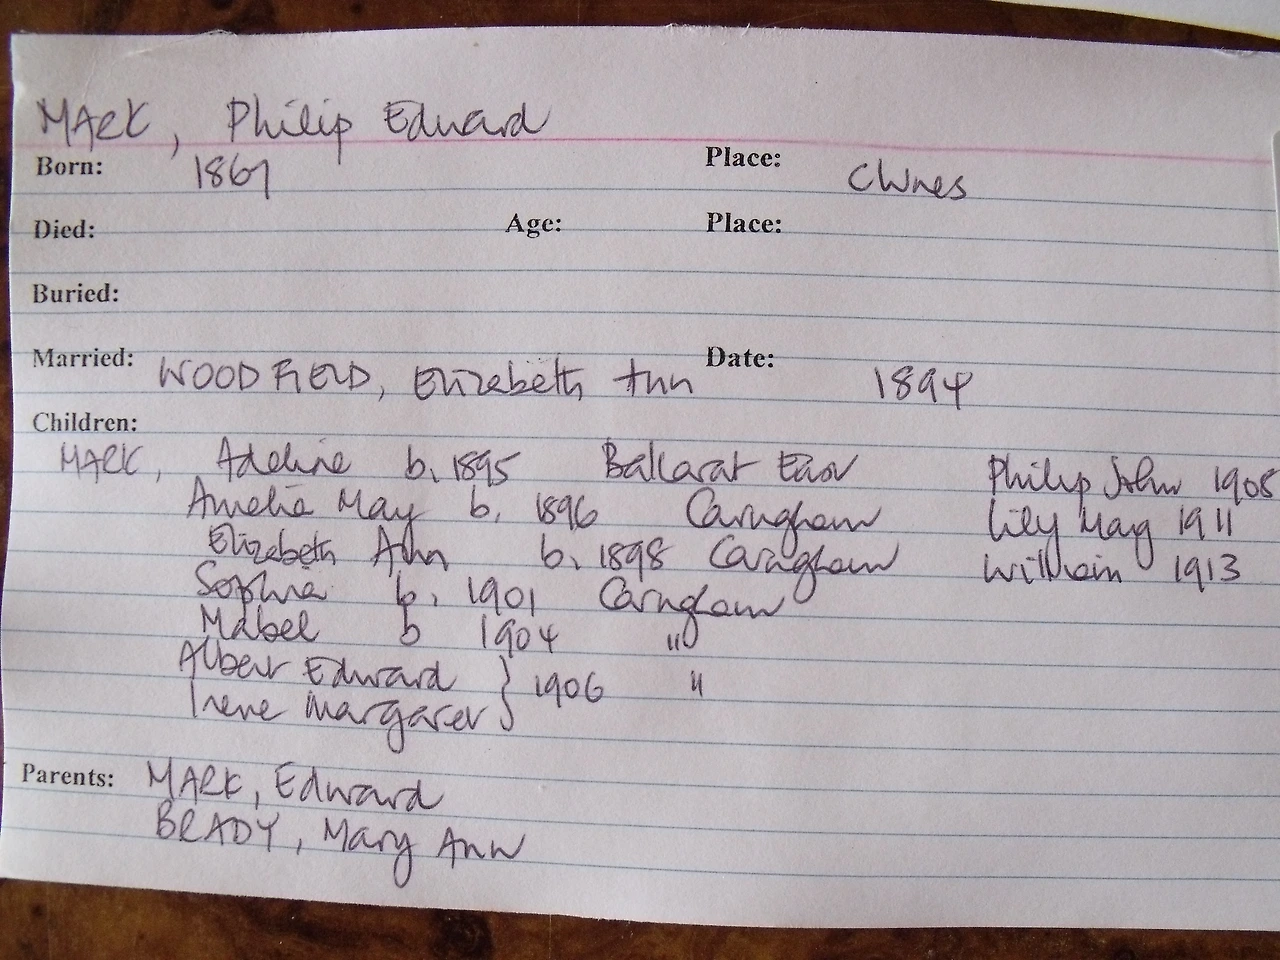 MARK, Philip Edward
Born: 1867 Place: Clunes
Died: Age: Place:
Buried:
Married: WOODFIELD, Elizabeth Ann Date: 1894
Children:
MARK, Adeline b. 1895 Ballarat East Philip John 1908
Amelia May b. 1896 Carngham Lily May 1911
Elizabeth Ann b. 1898 Carngham William 1913
Sophia b. 1901 Carngham
Mabel b 1904 "
Albert Edward } 1906 "
Irene Margaret
Parents: MARK, Edward
BRADY, Mary Ann